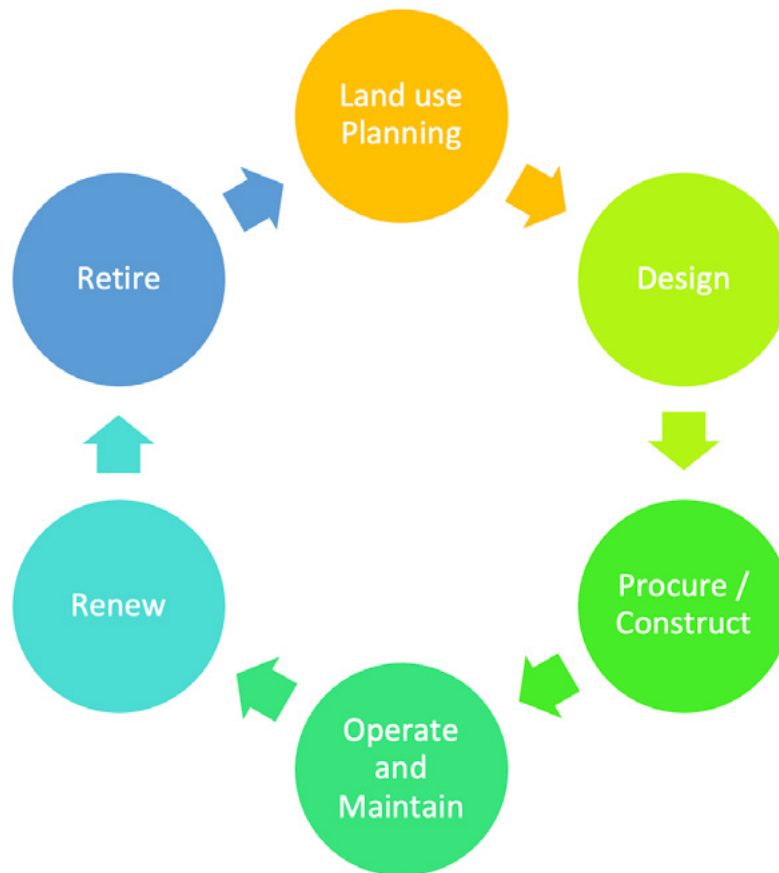 Land use
Planning
Design
Procure /
Construct
Operate
and
Maintain
Renew
Retire